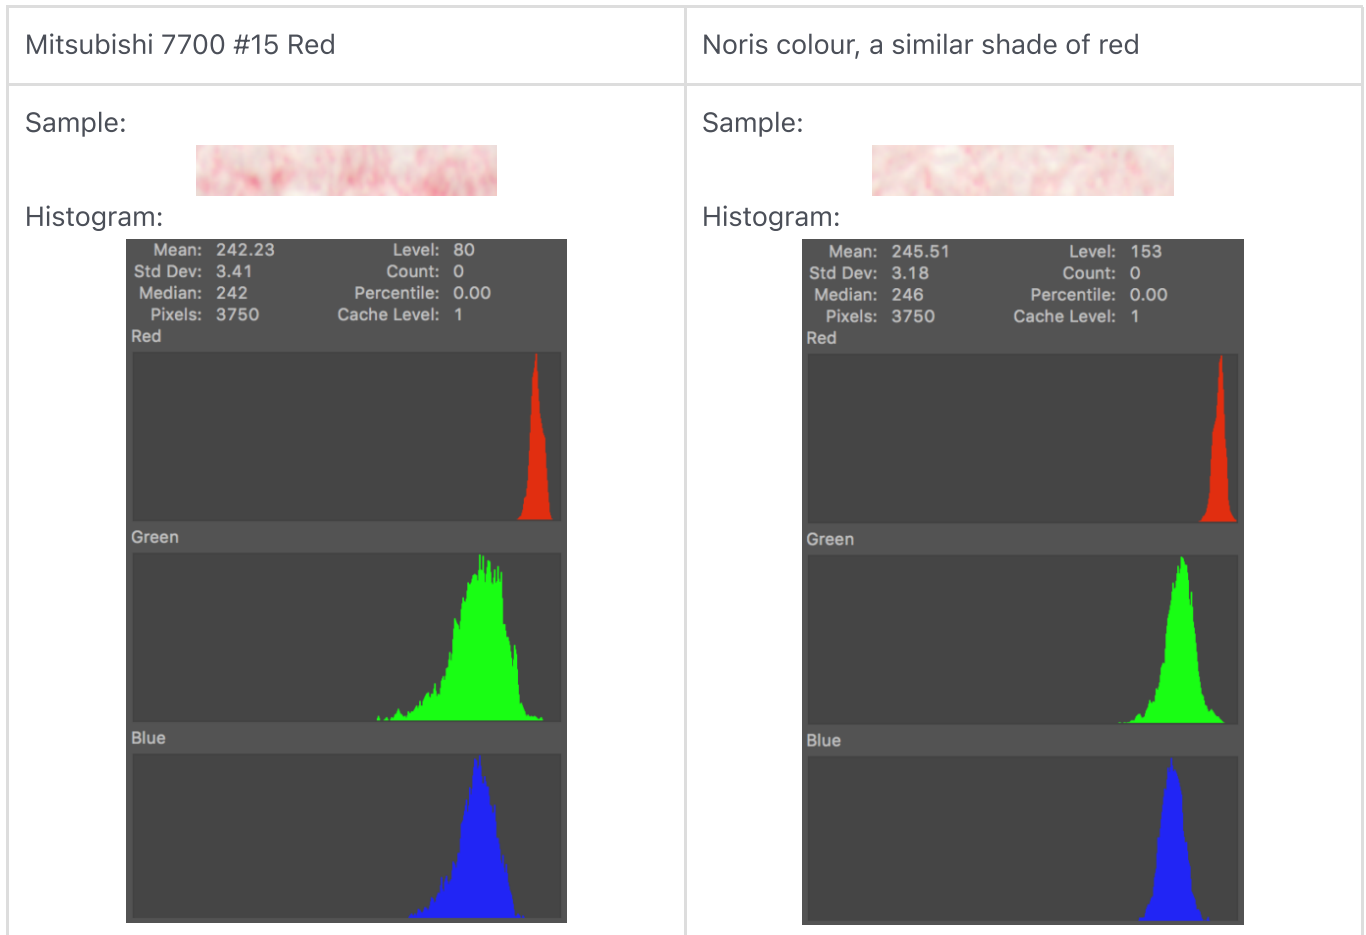 Mitsubishi 7700 #15 Red
Noris colour, a similar shade of red
Sample:
Histogram:
Mean: 242.23 Level: 80
Std Dev: 3.41 Count: 0
Median: 242 Percentile: 0.00
Pixels: 3750 Cache Level: 1
Red
Green
Blue
Sample:
Histogram:
Mean: 245.51 Level: 153
Std Dev: 3.18 Count: 0
Median: 246 Percentile: 0.00
Pixels: 3750 Cache Level: 1
Red
Green
Blue